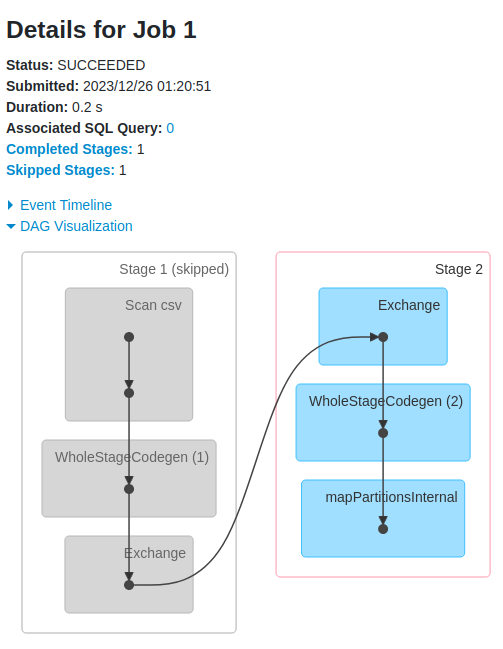 Details for Job 1
Status: SUCCEEDED
Submitted: 2023/12/26 01:20:51
Duration: 0.2 s
Associated SQL Query: 0
Completed Stages: 1
Skipped Stages: 1
Event Timeline
DAG Visualization
Stage 1 (skipped)
Scan csv
WholeStageCodegen (1)
Exchange
Stage 2
Exchange
WholeStageCodegen (2)
mapPartitionsInternal